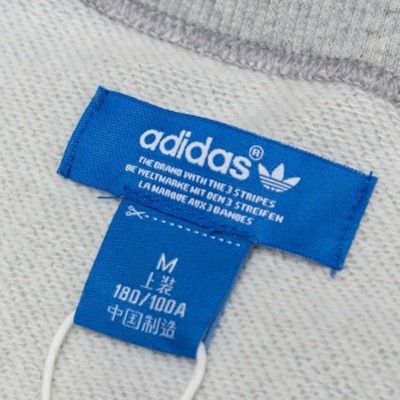 adidas®
THE BRAND WITH THE 3 STRIPES
DIE WELTMARKE MIT DEN 3 STREIFEN
LA MARQUE AUX 3 BANDES
M
上装
180/100A
中国制造